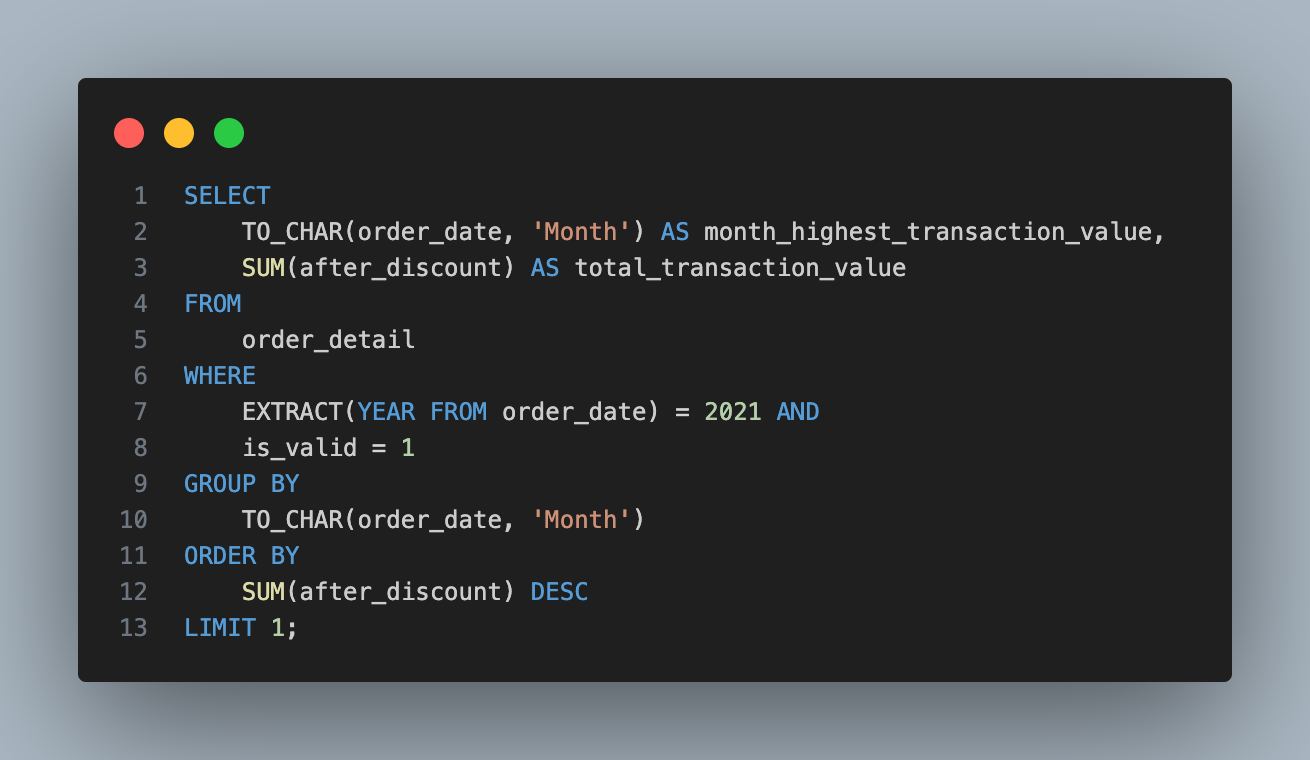 1 SELECT
2     TO_CHAR(order_date, 'Month') AS month_highest_transaction_value,
3     SUM(after_discount) AS total_transaction_value
4 FROM
5     order_detail
6 WHERE
7     EXTRACT(YEAR FROM order_date) = 2021 AND
8     is_valid = 1
9 GROUP BY
10     TO_CHAR(order_date, 'Month')
11 ORDER BY
12     SUM(after_discount) DESC
13 LIMIT 1;